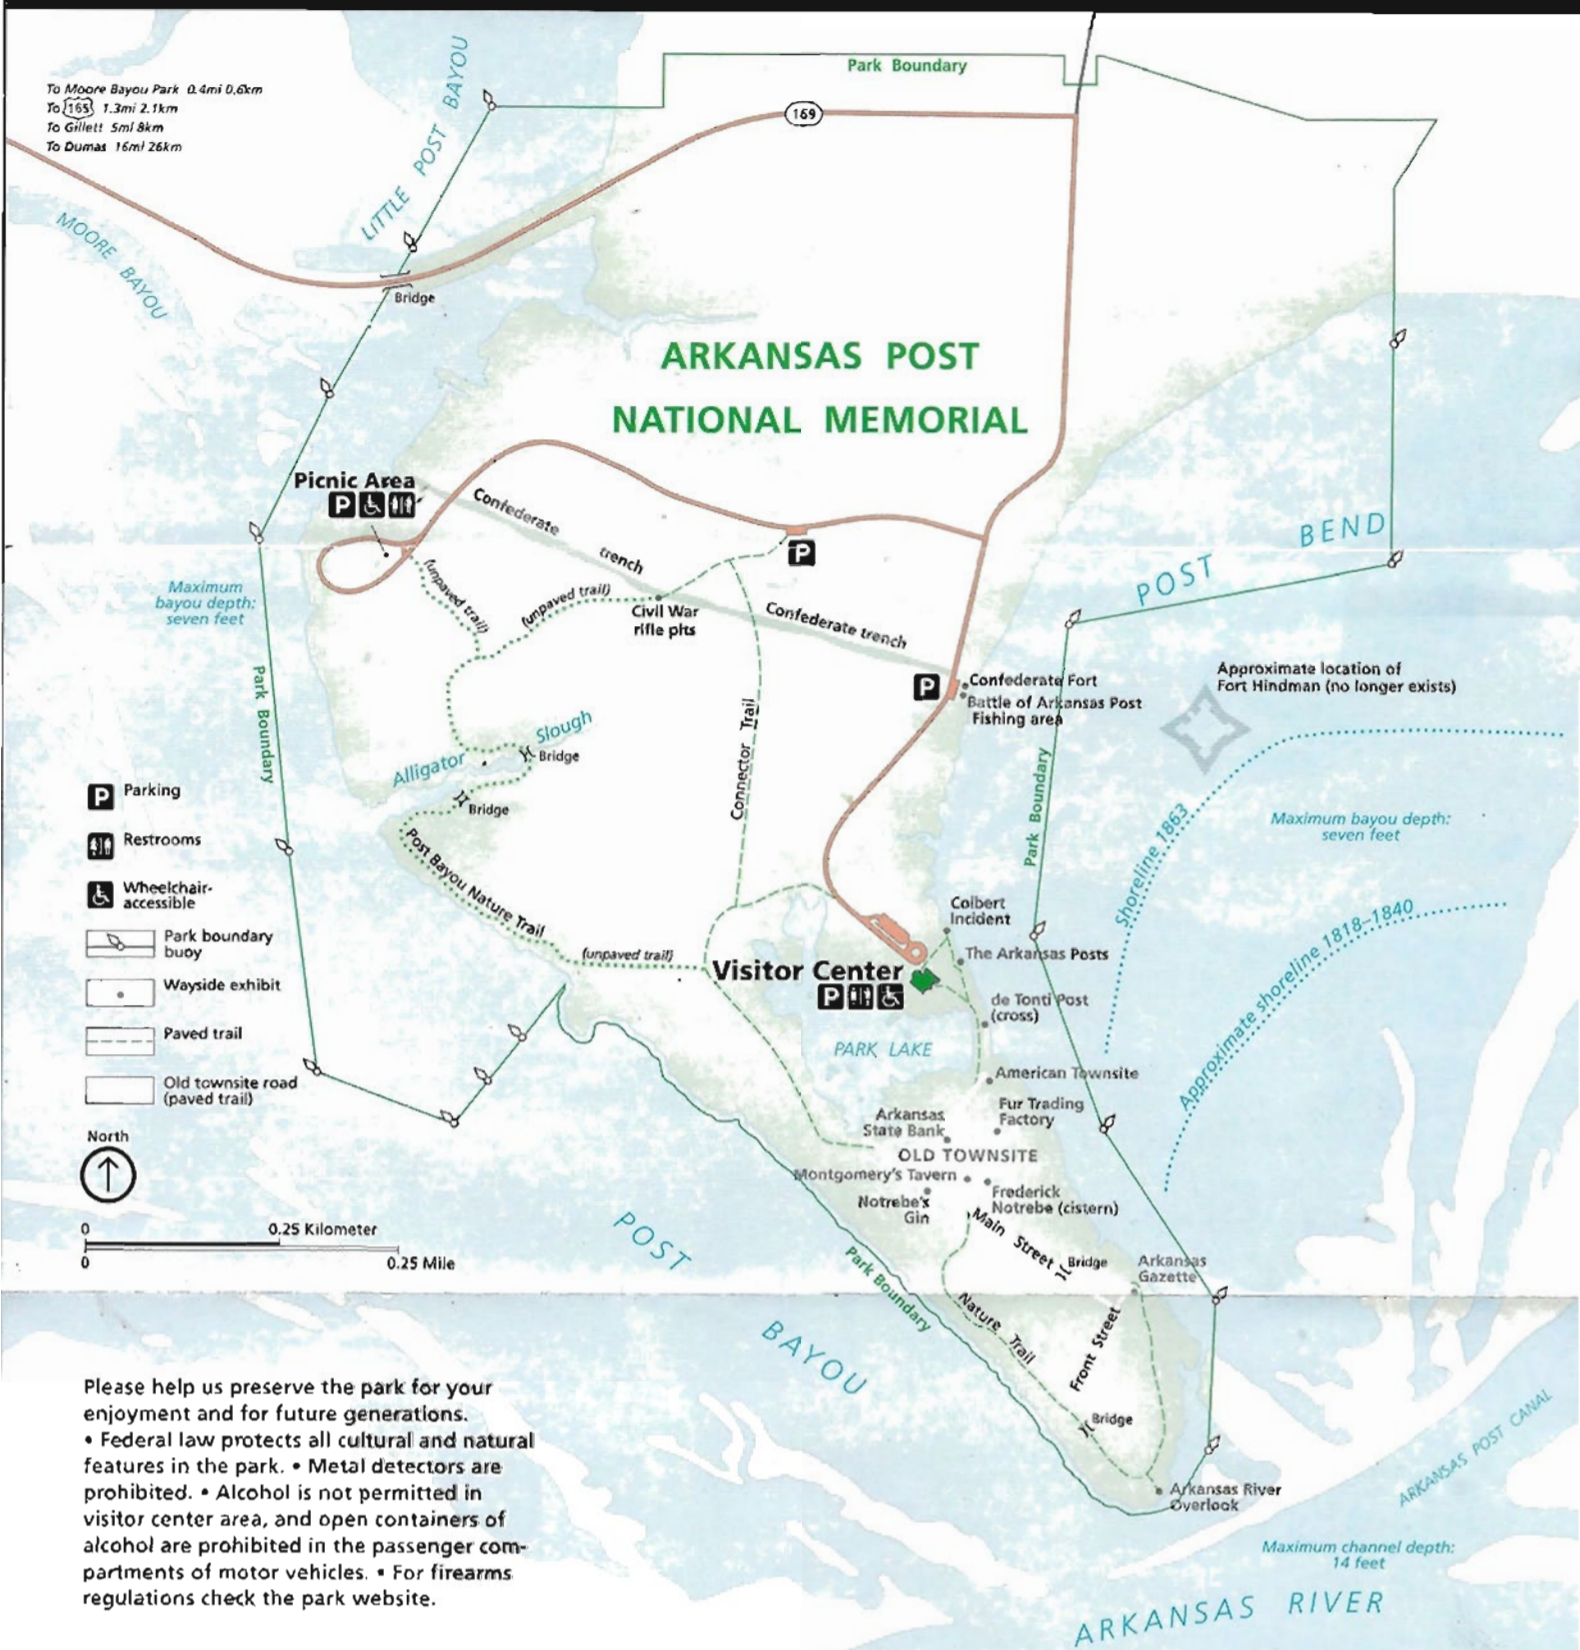 To Moore Bayou Park 0.4mi 0.6km
To 165 1.3mi 2.1km
To Gillett 5mi 8km
To Dumas 16mi 26km
LITTLE POST BAYOU
Park Boundary
169
MOORE BAYOU
Bridge
ARKANSAS POST
NATIONAL MEMORIAL
Picnic Area
P
Confederate
trench
P
(unpaved trail)
(unpaved trail)
Civil War
rifle pits
Confederate trench
POST BEND
Maximum
bayou depth:
seven feet
Park Boundary
P
Confederate Fort
Battle of Arkansas Post
Fishing area
Approximate location of
Fort Hindman (no longer exists)
Connector Trail
Alligator Slough
Bridge
Bridge
Park Boundary
Shoreline 1863
Maximum bayou depth:
seven feet
Approximate shoreline 1818–1840
Post Bayou Nature Trail
(unpaved trail)
Colbert
Incident
The Arkansas Posts
Visitor Center
P
de Tonti Post
(cross)
PARK LAKE
American Townsite
Fur Trading
Factory
Arkansas
State Bank
OLD TOWNSITE
Montgomery's Tavern
Notrebe's
Gin
Frederick
Notrebe (cistern)
Main Street
Bridge
Arkansas
Gazette
Park Boundary
Nature Trail
Front Street
Bridge
Arkansas River
Overlook
POST
BAYOU
ARKANSAS POST CANAL
Maximum channel depth:
14 feet
ARKANSAS RIVER
P Parking
Restrooms
Wheelchair-
accessible
Park boundary
buoy
Wayside exhibit
Paved trail
Old townsite road
(paved trail)
North
0 0.25 Kilometer
0 0.25 Mile
Please help us preserve the park for your
enjoyment and for future generations.
• Federal law protects all cultural and natural
features in the park. • Metal detectors are
prohibited. • Alcohol is not permitted in
visitor center area, and open containers of
alcohol are prohibited in the passenger com-
partments of motor vehicles. • For firearms
regulations check the park website.